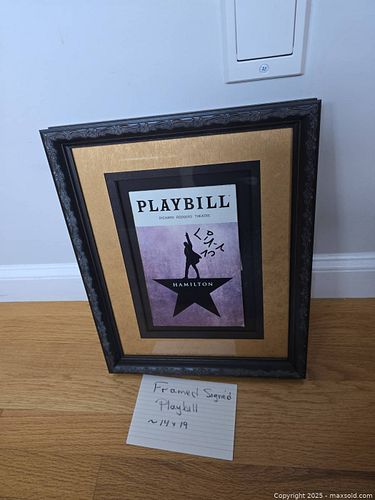 PLAYBILL
RICHARD RODGERS THEATRE
HAMILTON
Framed Signed
Playbill
~14 x 19
Copyright 2025 - maxsold.com